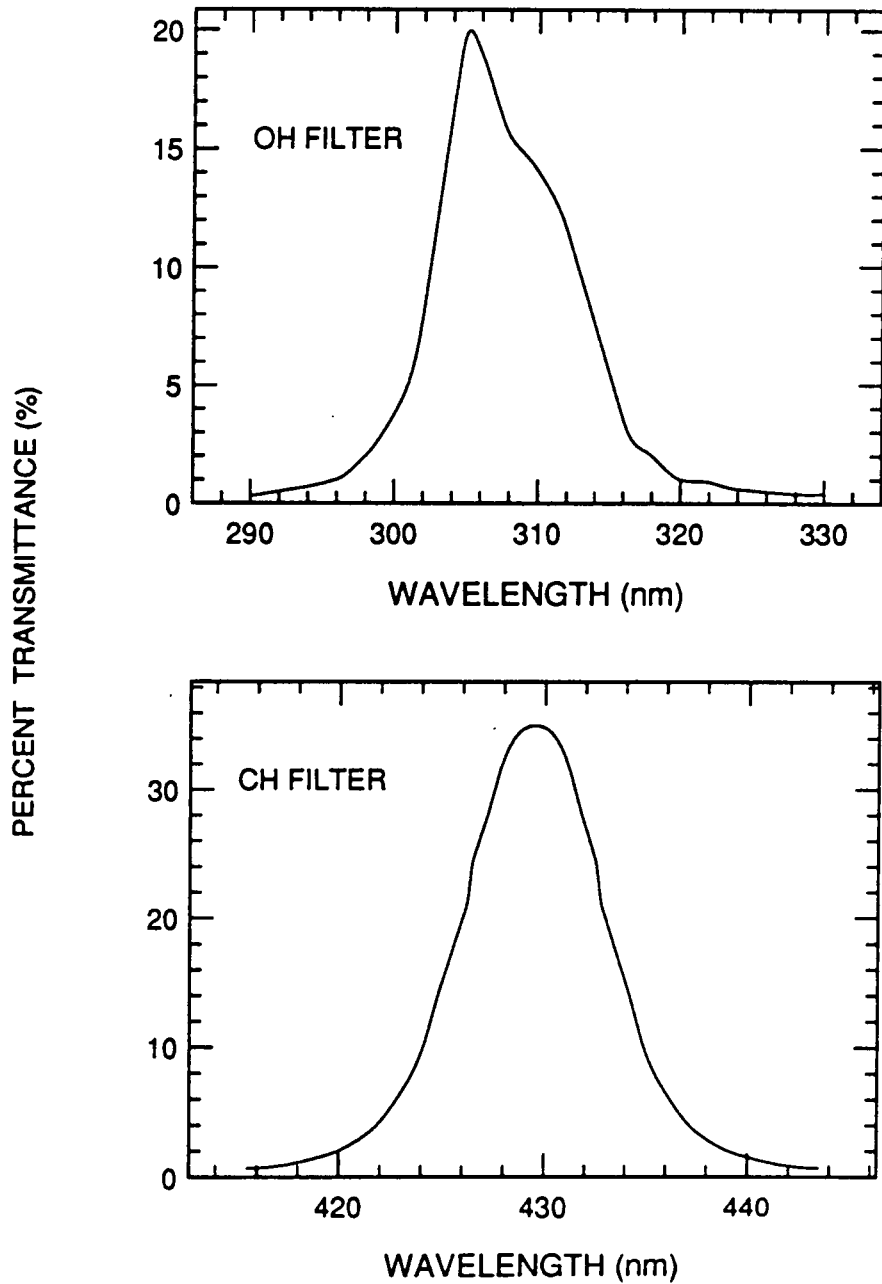 PERCENT TRANSMITTANCE (%)
20
15
10
5
0
OH FILTER
290 300 310 320 330
WAVELENGTH (nm)
30
20
10
0
CH FILTER
420 430 440
WAVELENGTH (nm)